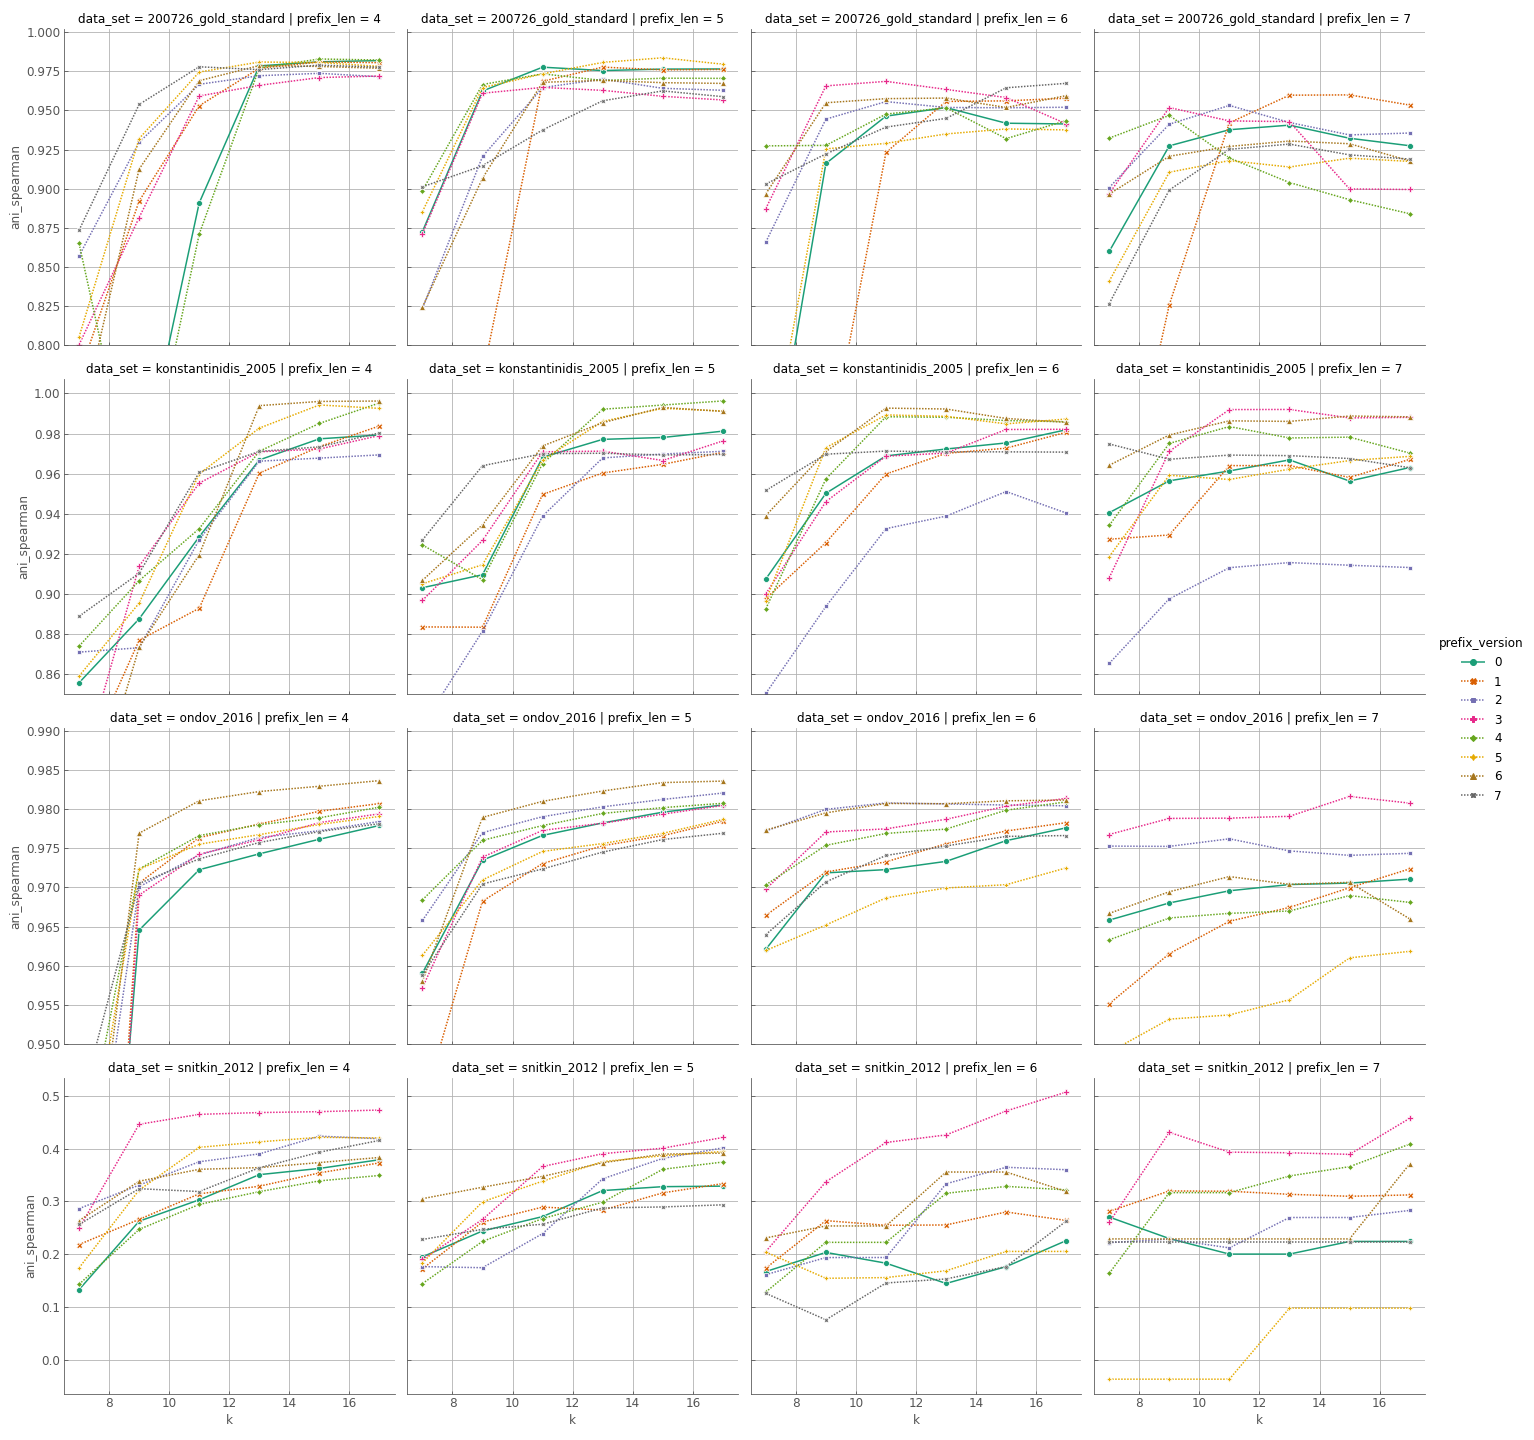 data_set = 200726_gold_standard | prefix_len = 4
data_set = 200726_gold_standard | prefix_len = 5
data_set = 200726_gold_standard | prefix_len = 6
data_set = 200726_gold_standard | prefix_len = 7
1.000
0.975
0.950
0.925
0.900
0.875
0.850
0.825
0.800
ani_spearman
data_set = konstantinidis_2005 | prefix_len = 4
data_set = konstantinidis_2005 | prefix_len = 5
data_set = konstantinidis_2005 | prefix_len = 6
data_set = konstantinidis_2005 | prefix_len = 7
1.00
0.98
0.96
0.94
0.92
0.90
0.88
0.86
ani_spearman
prefix_version
0
1
2
3
4
5
6
7
data_set = ondov_2016 | prefix_len = 4
data_set = ondov_2016 | prefix_len = 5
data_set = ondov_2016 | prefix_len = 6
data_set = ondov_2016 | prefix_len = 7
0.990
0.985
0.980
0.975
0.970
0.965
0.960
0.955
0.950
ani_spearman
data_set = snitkin_2012 | prefix_len = 4
data_set = snitkin_2012 | prefix_len = 5
data_set = snitkin_2012 | prefix_len = 6
data_set = snitkin_2012 | prefix_len = 7
0.5
0.4
0.3
0.2
0.1
0.0
ani_spearman
8 10 12 14 16
k
8 10 12 14 16
k
8 10 12 14 16
k
8 10 12 14 16
k